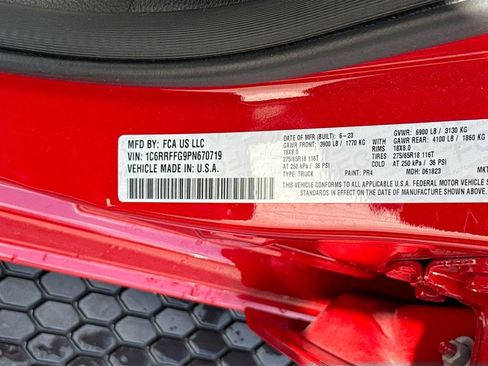 MFD BY: FCA US LLC
VIN: 1C6RRFFG9PN670719
VEHICLE MADE IN: U.S.A.
DATE OF MFR (BUILT): 6-23 GVWR: 6900 LB / 3130 KG
GAWR FRONT: 3900 LB / 1770 KG WITH GAWR REAR: 4100 LB / 1860 KG
18X8.0 RIMS 18X8.0
275/65R18 116T TIRES 275/65R18 116T
AT 250 kPa / 36 PSI COLD AT 250 kPa / 36 PSI
TYPE: TRUCK PAINT: PR4 MDH: 061823
THIS VEHICLE CONFORMS TO ALL APPLICABLE U.S.A. FEDERAL MOTOR VEH
STANDARDS IN EFFECT ON THE DATE OF MANUFACTURE SHOWN ABOVE.